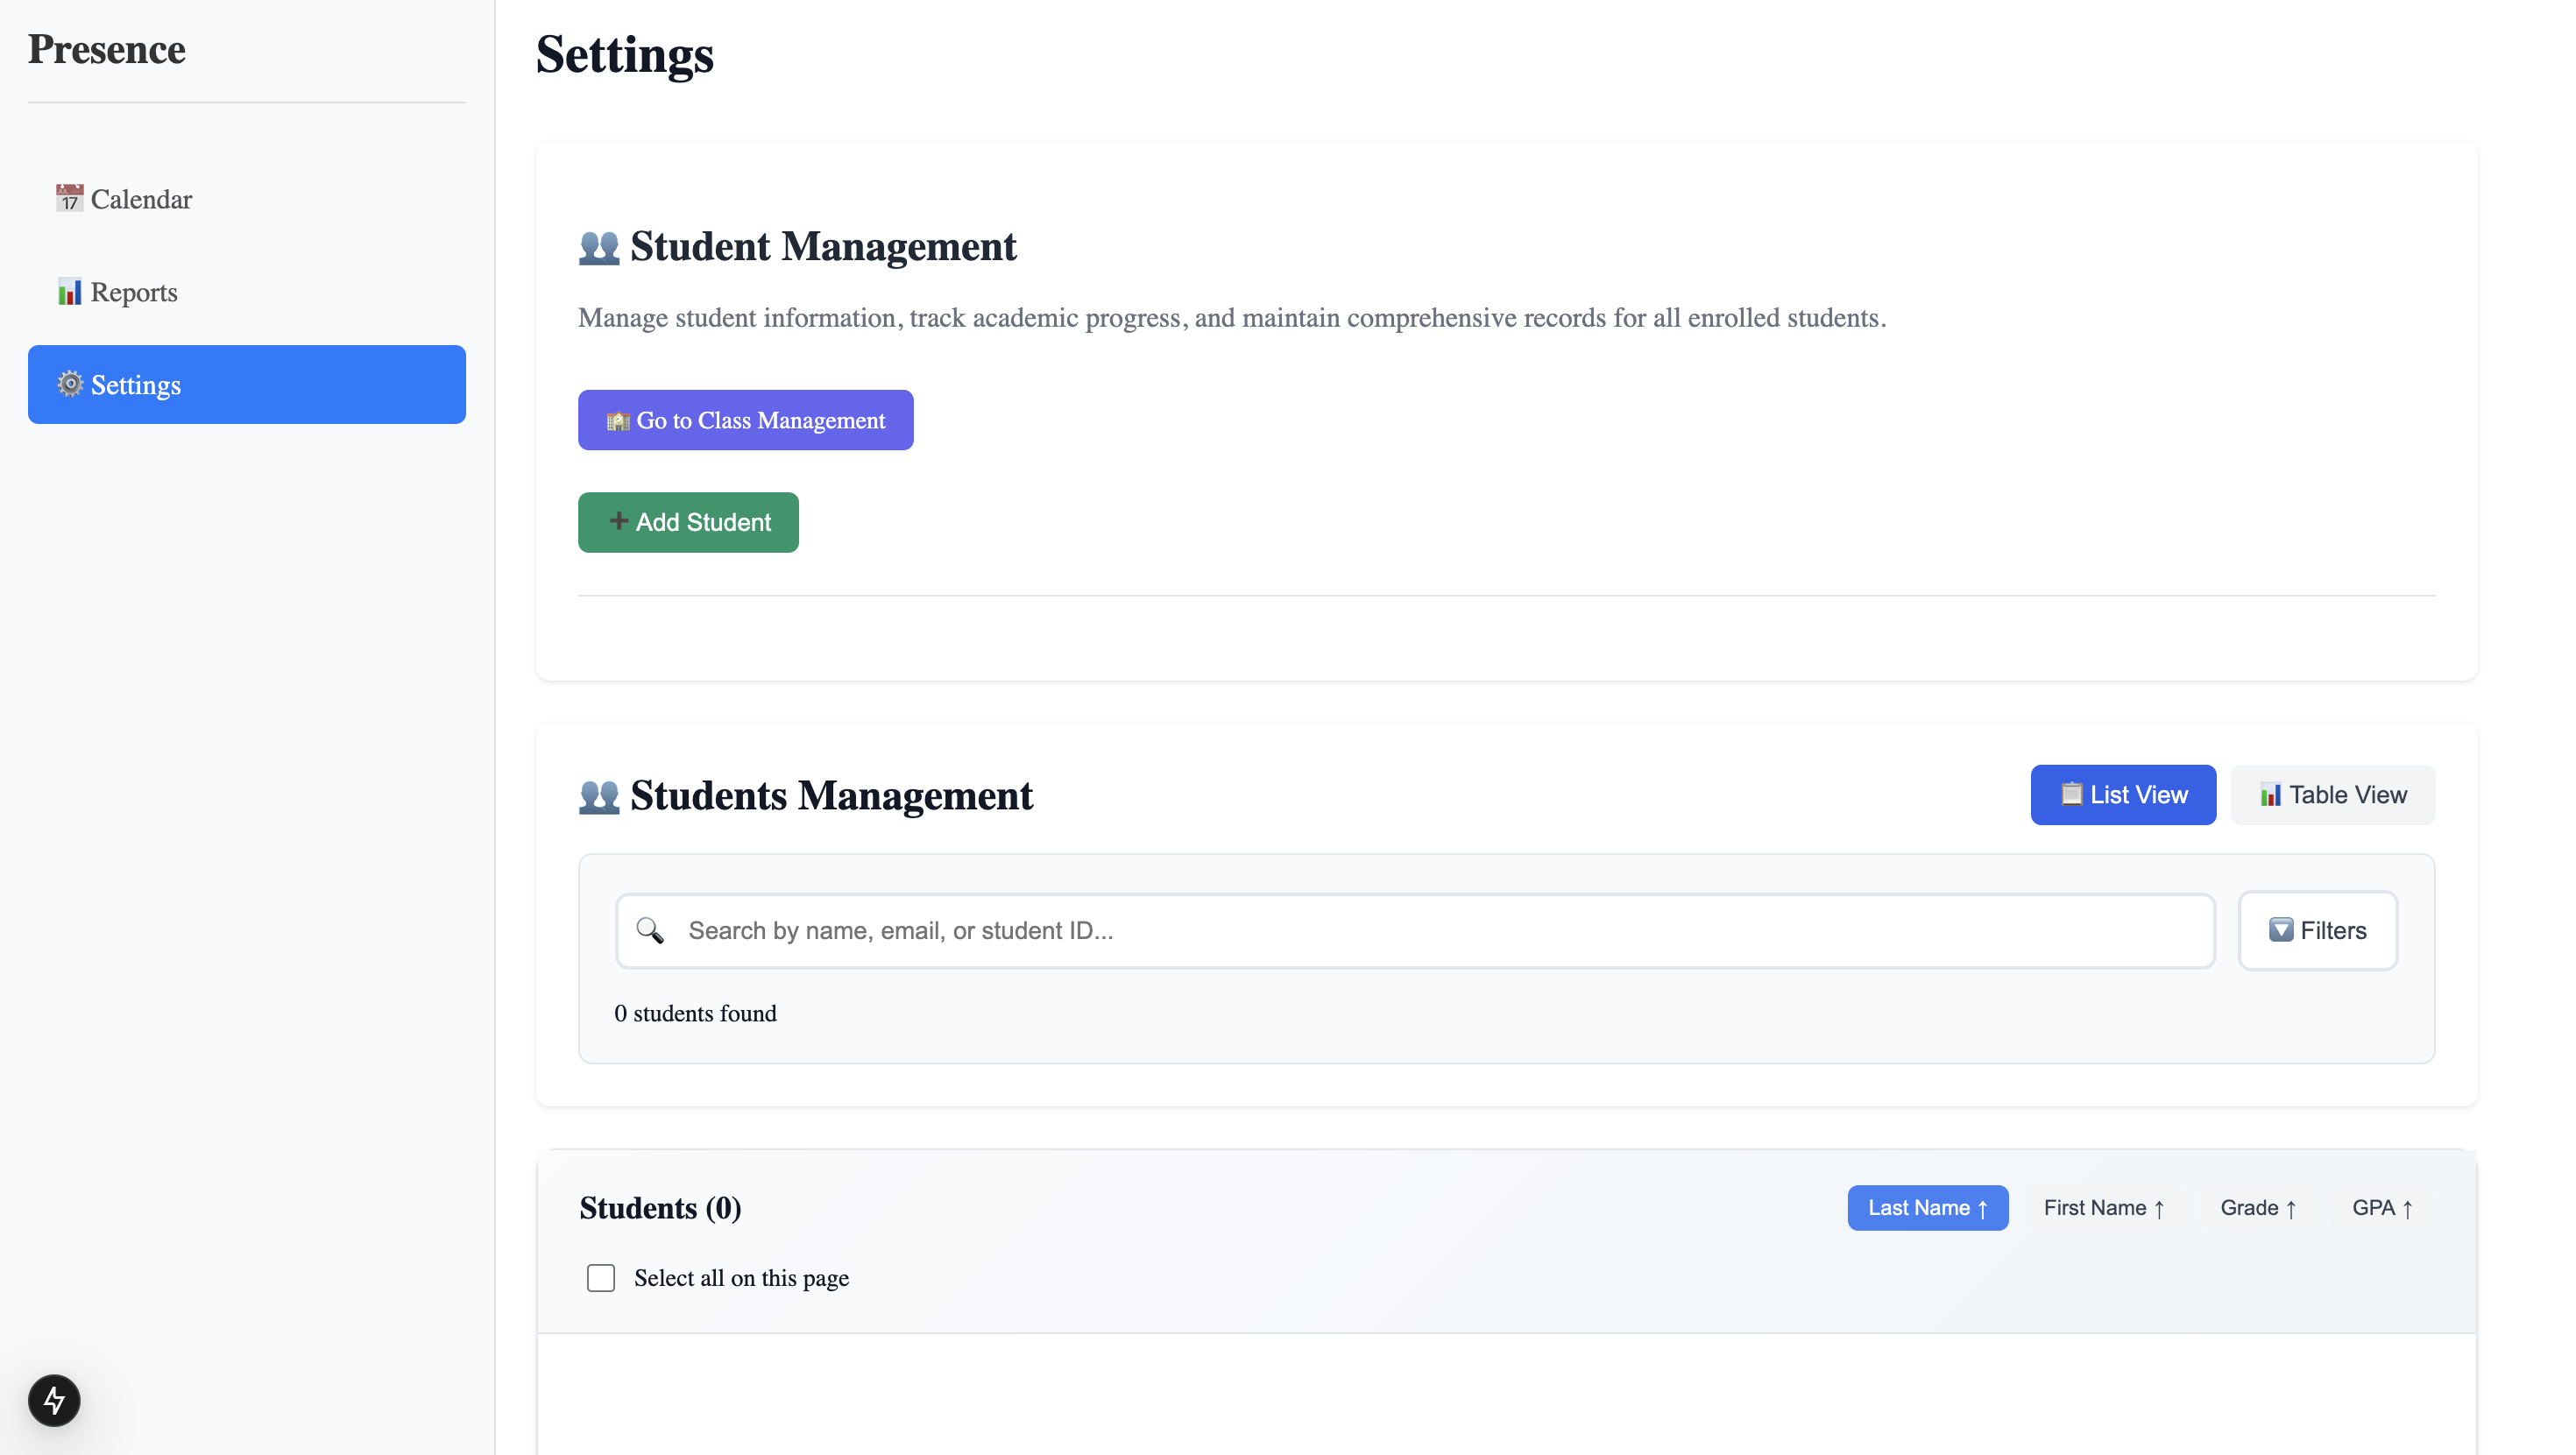 Presence
Calendar
Reports
Settings
Settings
Student Management
Manage student information, track academic progress, and maintain comprehensive records for all enrolled students.
Go to Class Management
Add Student
Students Management
List View
Table View
Search by name, email, or student ID...
Filters
0 students found
Students (0)
Last Name ↑
First Name ↑
Grade ↑
GPA ↑
Select all on this page